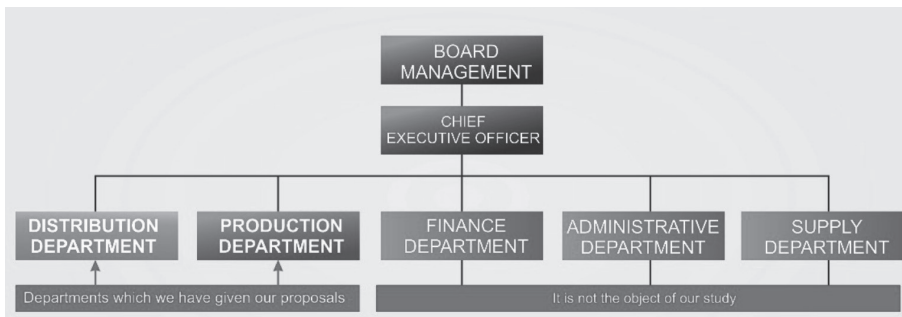 BOARD
MANAGEMENT
CHIEF
EXECUTIVE OFFICER
DISTRIBUTION
DEPARTMENT
PRODUCTION
DEPARTMENT
FINANCE
DEPARTMENT
ADMINISTRATIVE
DEPARTMENT
SUPPLY
DEPARTMENT
Departments which we have given our proposals
It is not the object of our study